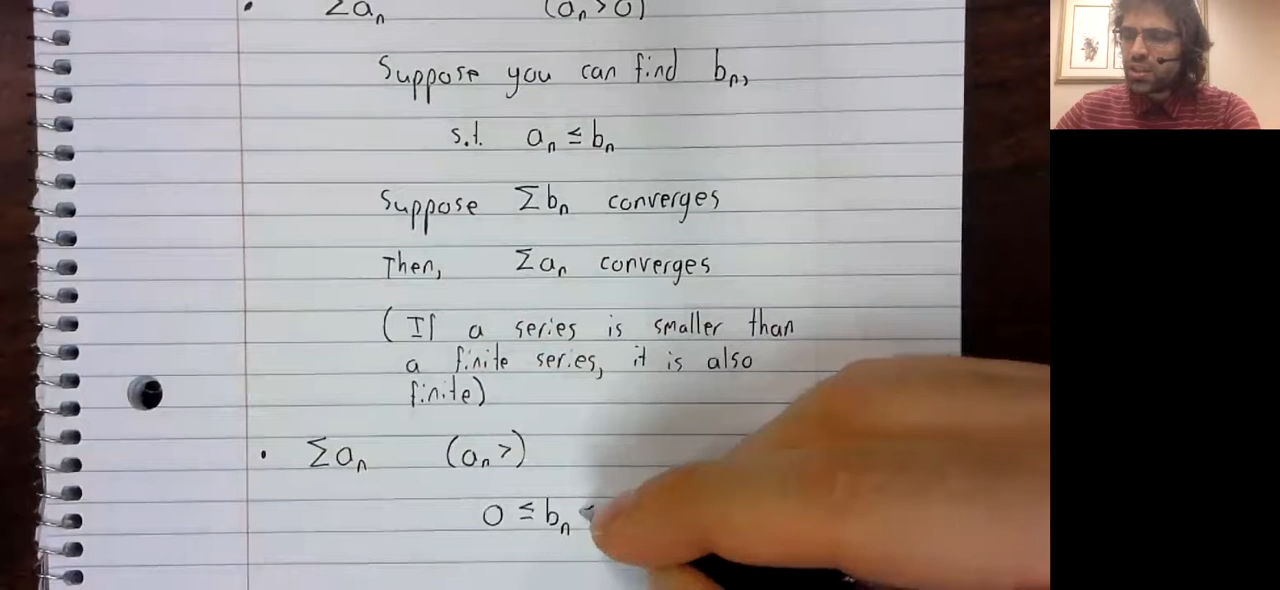 • Σaₙ (aₙ>0)
Suppose you can find bₙ,
s.t. aₙ ≤ bₙ
Suppose Σbₙ converges
Then, Σaₙ converges
(If a series is smaller than
a finite series, it is also
finite)
• Σaₙ (aₙ>)
0 ≤ bₙ